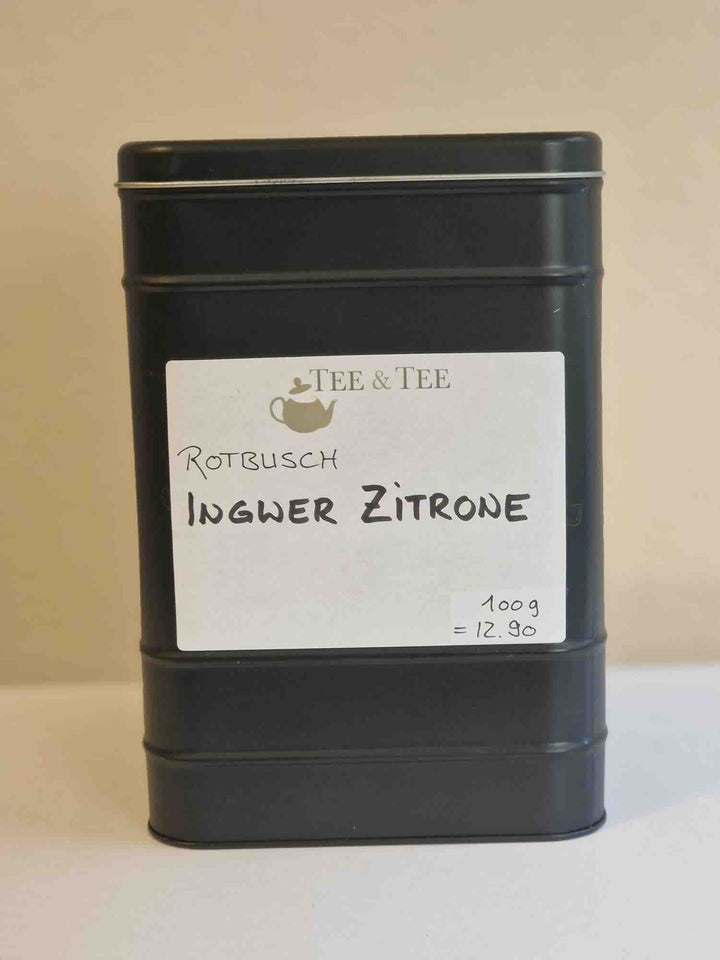 TEE & TEE
ROTBUSCH
INGWER ZITRONE
100g
= 12.90